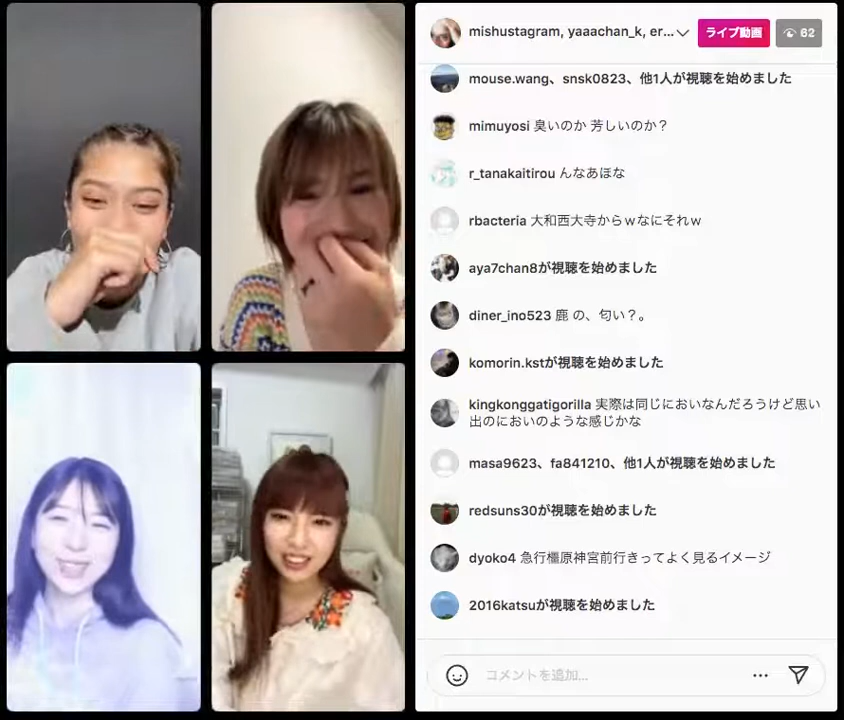 mishustagram, yaaachan_k, er...
ライブ動画
62
mouse.wang、snsk0823、他1人が視聴を始めました
mimuyosi 臭いのか 芳しいのか？
r_tanakaitirou んなあほな
rbacteria 大和西大寺からｗなにそれｗ
aya7chan8が視聴を始めました
diner_ino523 鹿 の、匂い？。
komorin.kstが視聴を始めました
kingkonggatigorilla 実際は同じにおいなんだろうけど思い
出のにおいのような感じかな
masa9623、fa841210、他1人が視聴を始めました
redsuns30が視聴を始めました
dyoko4 急行橿原神宮前行きってよく見るイメージ
2016katsuが視聴を始めました
コメントを追加...